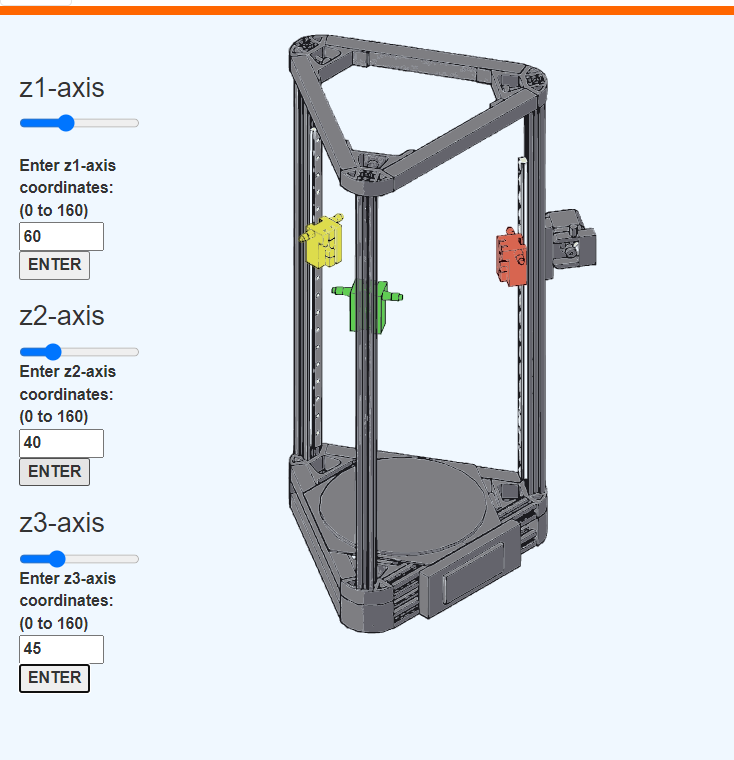 z1-axis
Enter z1-axis
coordinates:
(0 to 160)
60
ENTER
z2-axis
Enter z2-axis
coordinates:
(0 to 160)
40
ENTER
z3-axis
Enter z3-axis
coordinates:
(0 to 160)
45
ENTER